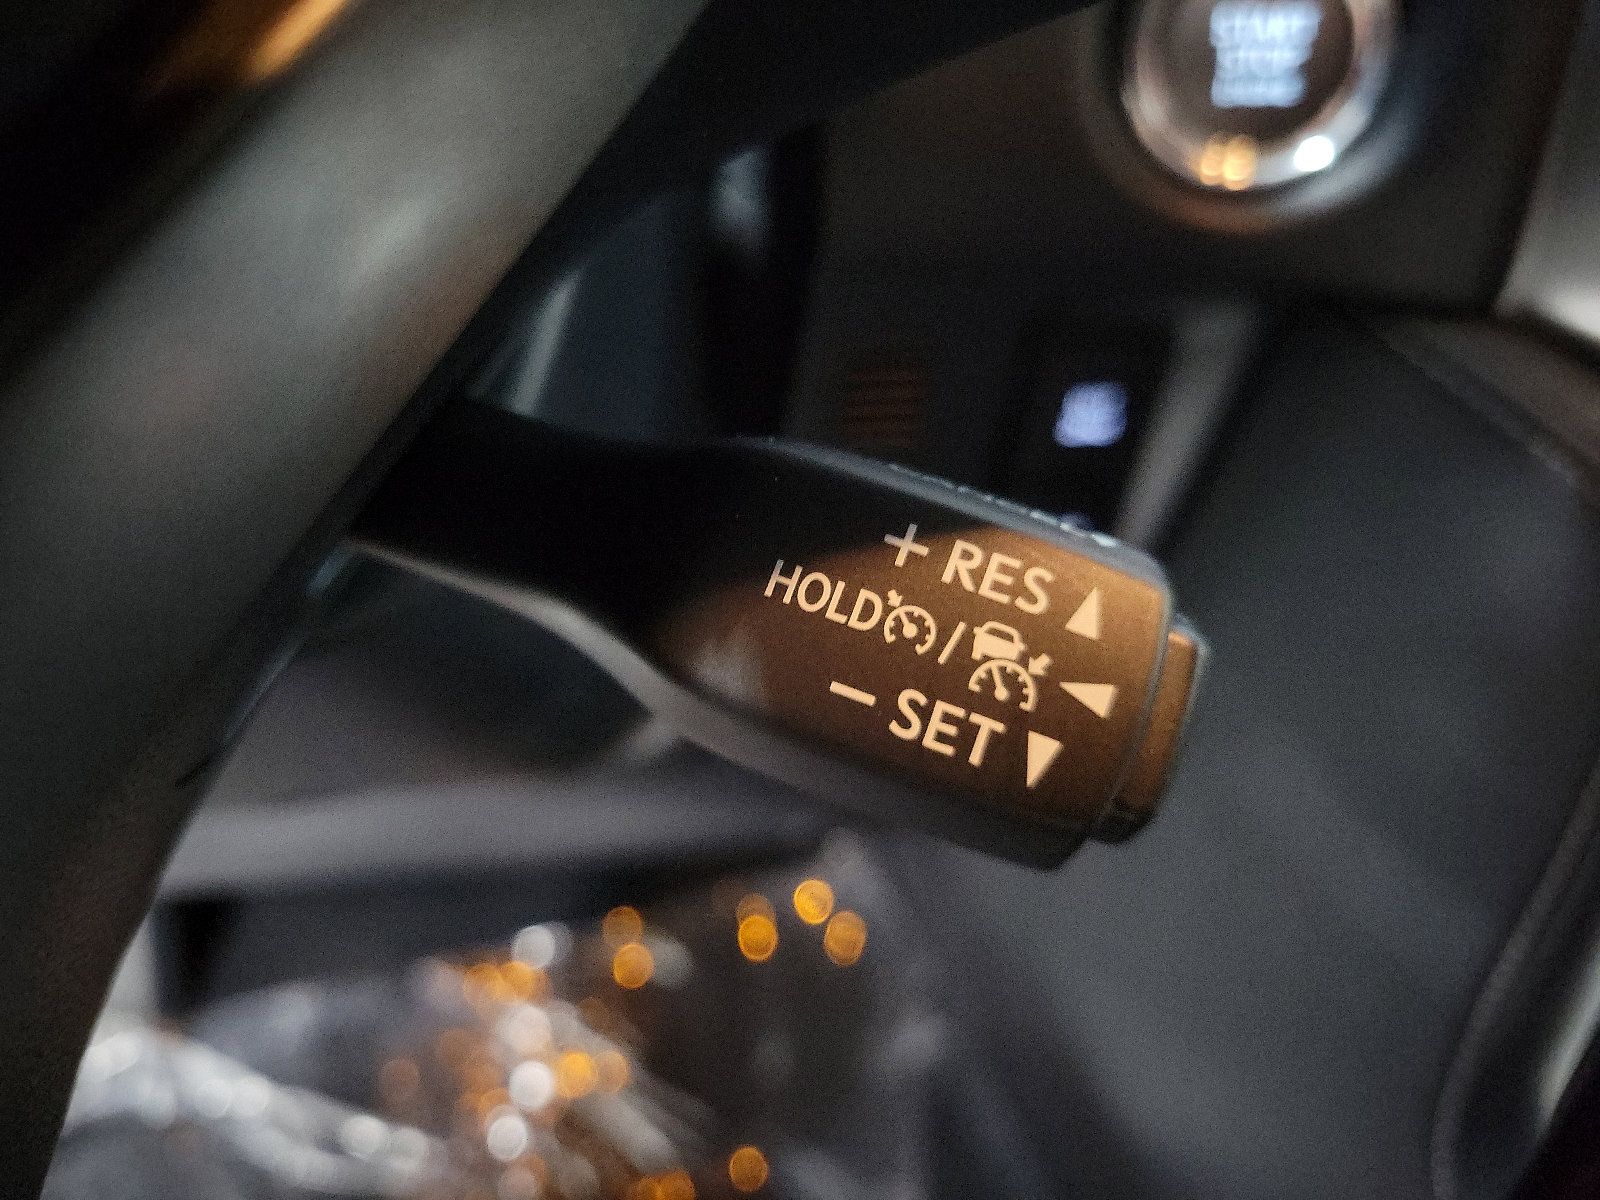 START
STOP
+ RES
HOLD /
- SET